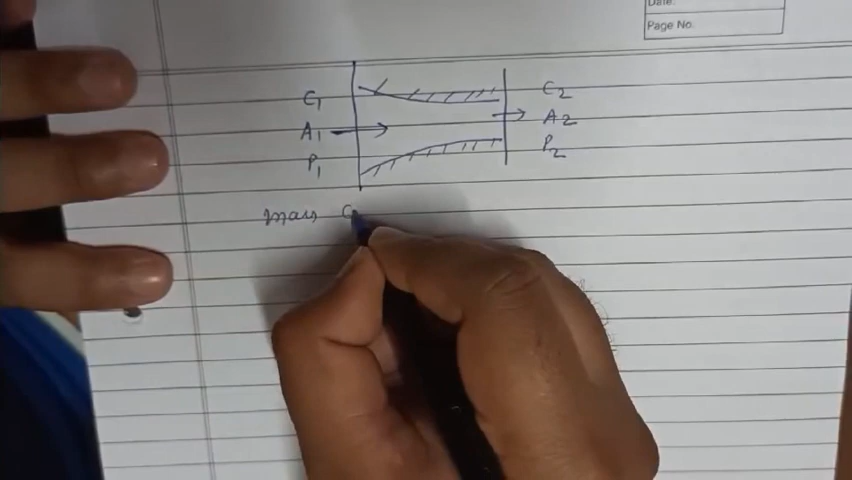 Date:
Page No.
C1 C2
A1 A2
P1 P2
mass